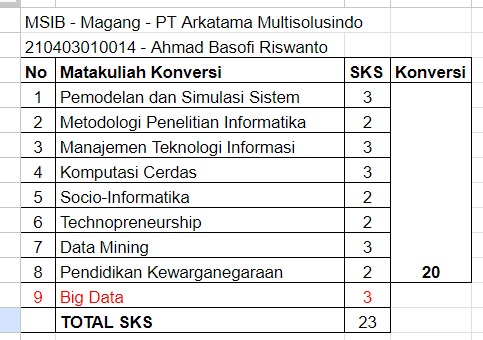 MSIB - Magang - PT Arkatama Multisolusindo
210403010014 - Ahmad Basofi Riswanto
No Matakuliah Konversi SKS Konversi
1 Pemodelan dan Simulasi Sistem 3
2 Metodologi Penelitian Informatika 2
3 Manajemen Teknologi Informasi 3
4 Komputasi Cerdas 3
5 Socio-Informatika 2
6 Technopreneurship 2
7 Data Mining 3
8 Pendidikan Kewarganegaraan 2 20
9 Big Data 3
TOTAL SKS 23